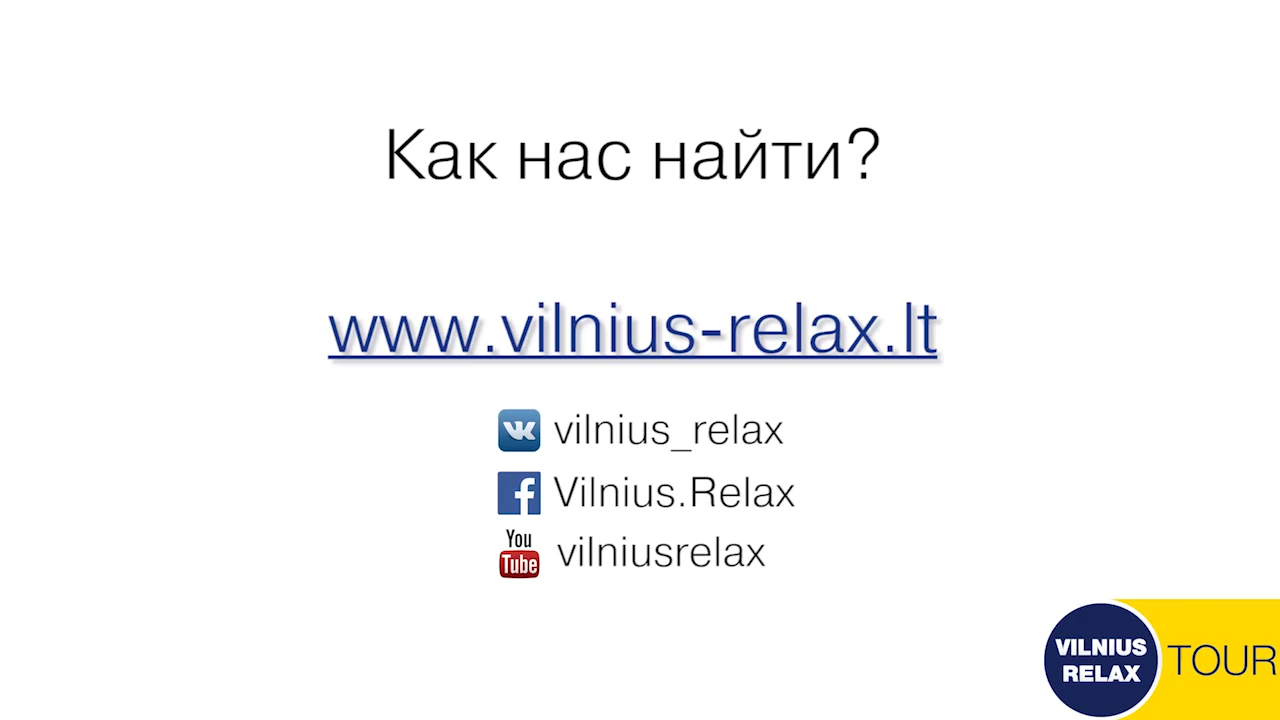 Как нас найти?
www.vilnius-relax.lt
vilnius_relax
Vilnius.Relax
You
Tube
vilniusrelax
VILNIUS
RELAX
TOUR